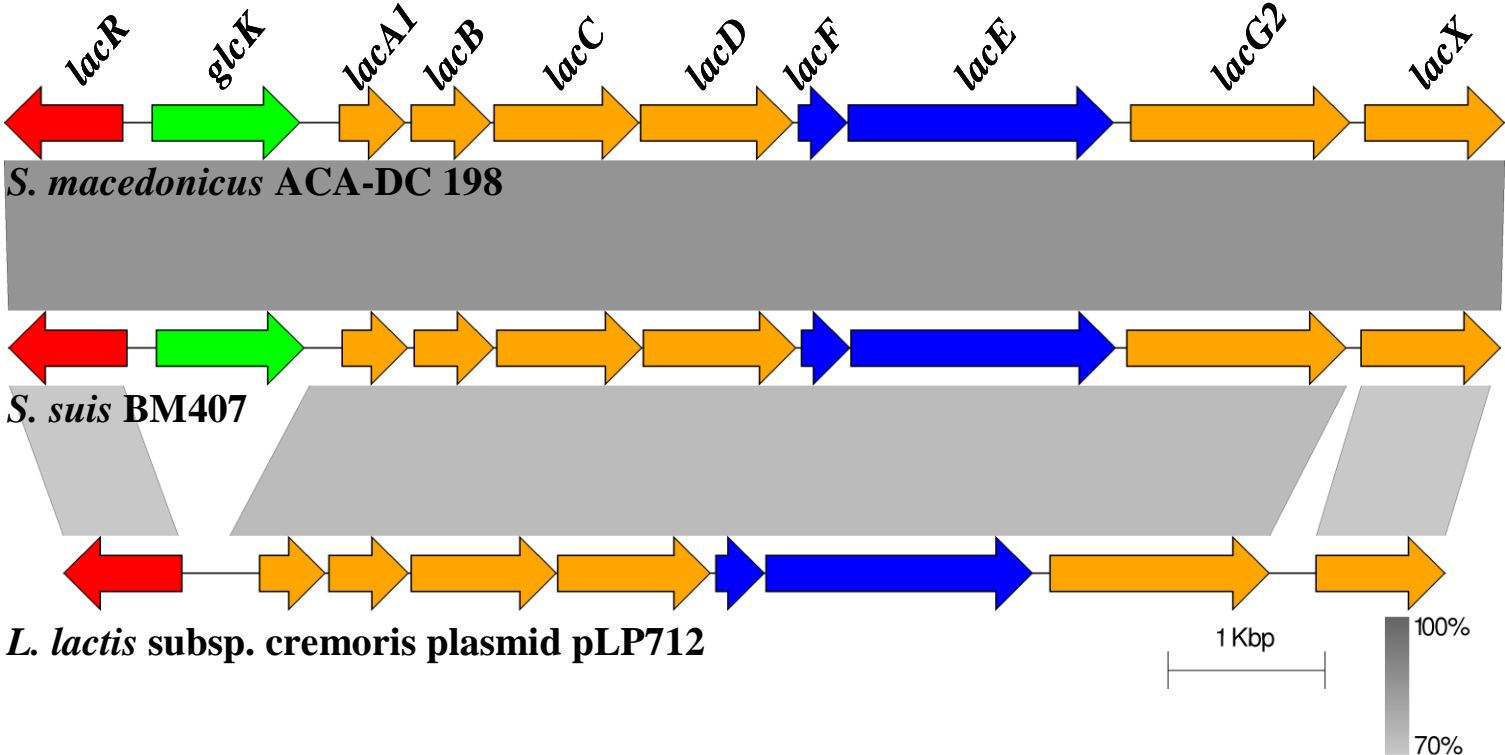 lacR glcK lacA1 lacB lacC lacD lacF lacE lacG2 lacX
S. macedonicus ACA-DC 198
S. suis BM407
L. lactis subsp. cremoris plasmid pLP712
1 Kbp
100%
70%